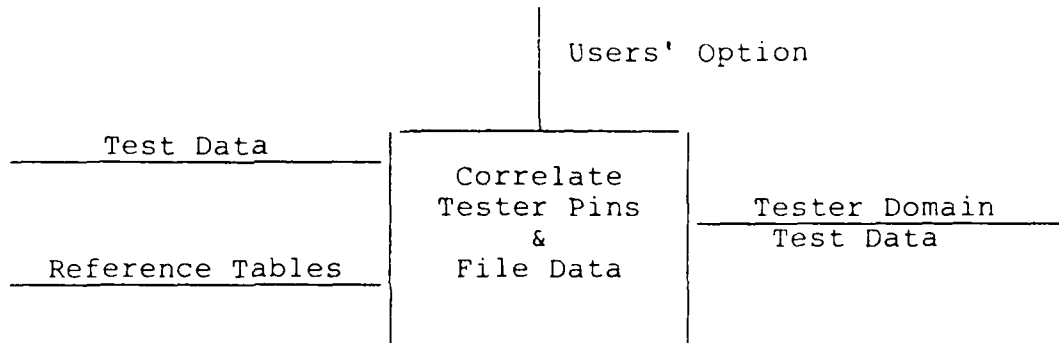 Users' Option
Test Data
Correlate
Tester Pins
&
File Data
Tester Domain
Test Data
Reference Tables